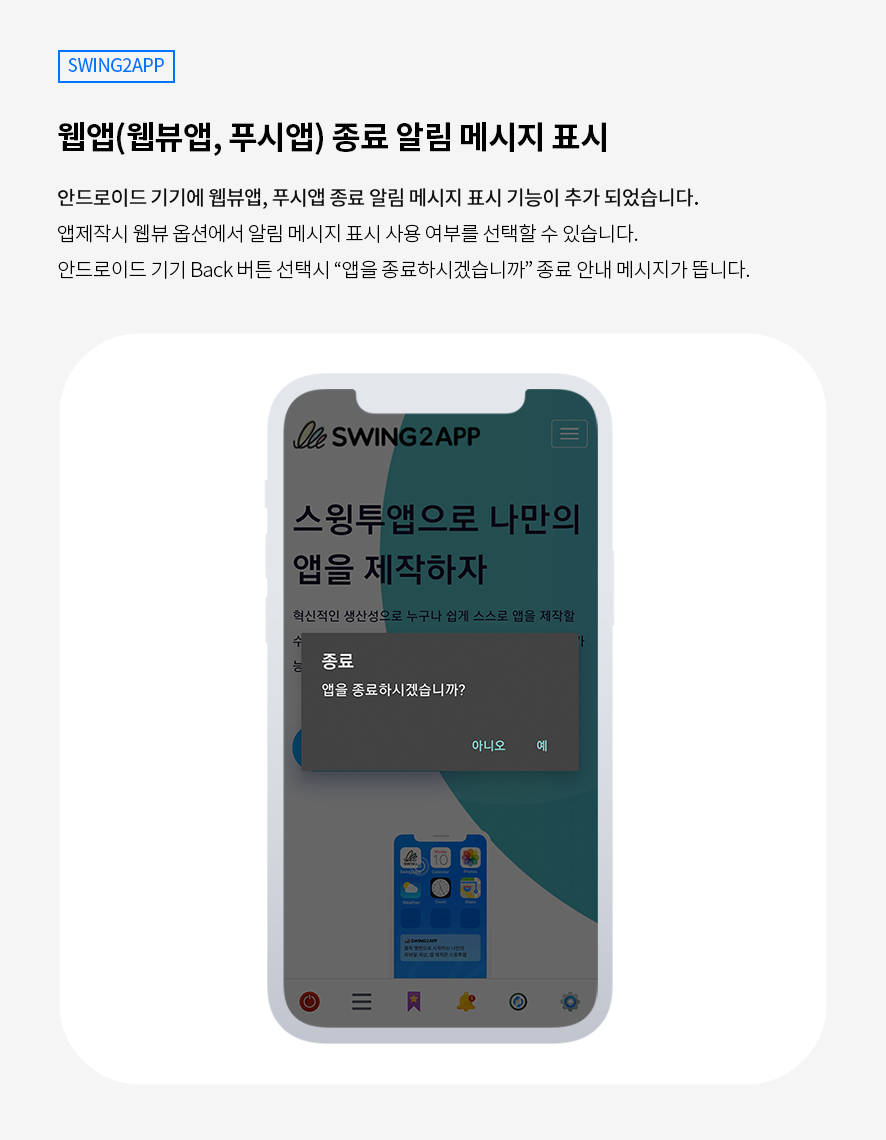 SWING2APP
웹앱(웹뷰앱, 푸시앱) 종료 알림 메시지 표시
안드로이드 기기에 웹뷰앱, 푸시앱 종료 알림 메시지 표시 기능이 추가 되었습니다.
앱제작시 웹뷰 옵션에서 알림 메시지 표시 사용 여부를 선택할 수 있습니다.
안드로이드 기기 Back 버튼 선택시 “앱을 종료하시겠습니까” 종료 안내 메시지가 뜹니다.
SWING2APP
스윙투앱으로 나만의
앱을 제작하자
혁신적인 생산성으로 누구나 쉽게 스스로 앱을 제작할
수
능
종료
앱을 종료하시겠습니까?
아니오 예
10
Calendar Photos
Weather Clock Maps
SWING2APP